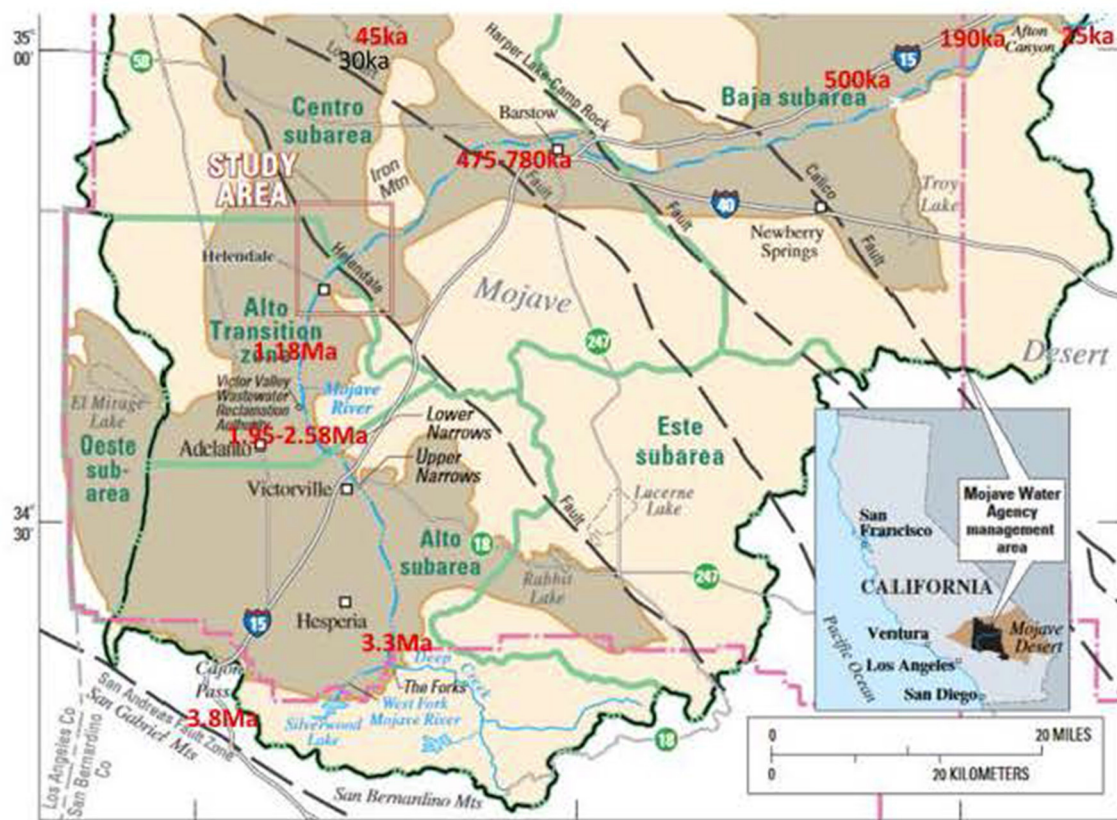 35°
00'
58
45ka
30ka
Centro
subarea
Harper Lake-Camp Rock
Barstow
190ka
Afton
Canyon
25ka
15
500ka
Baja subarea
STUDY
AREA
Iron
Mtn
475-780ka
Fault
Fault
40
Calico
Fault
Troy
Lake
Newberry
Springs
Helendale
Helendale
Mojave
Desert
Alto
Transition
zone
1.18Ma
247
Victor Valley
Wastewater
Reclamation
Mojave
River
El Mirage
Lake
Oeste
sub-
area
1.95-2.58Ma
Adelanto
Lower
Narrows
Upper
Narrows
Victorville
Este
subarea
Lucerne
Lake
Fault
34°
30'
Alto
subarea
18
Rabbit
Lake
247
15
Hesperia
3.3Ma
Deep
Creek
The Forks
West Fork
Mojave River
Silverwood
Lake
Cajon
Pass
3.8Ma
San Andreas Fault Zone
San Gabriel Mts
Los Angeles Co
San Bernardino
Co
San Bernardino Mts
18
Mojave Water
Agency
management
area
San
Francisco
CALIFORNIA
Pacific Ocean
Ventura
Los Angeles
San Diego
Mojave
Desert
0
20 MILES
0
20 KILOMETERS